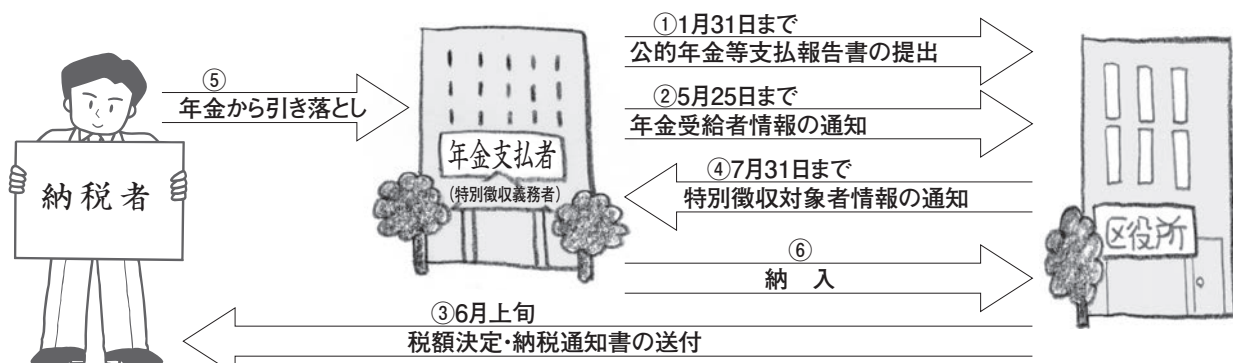 ①1月31日まで
公的年金等支払報告書の提出
⑤
年金から引き落とし
②5月25日まで
年金受給者情報の通知
年金支払者
(特別徴収義務者)
納税者
④7月31日まで
特別徴収対象者情報の通知
区役所
⑥
納 入
③6月上旬
税額決定・納税通知書の送付